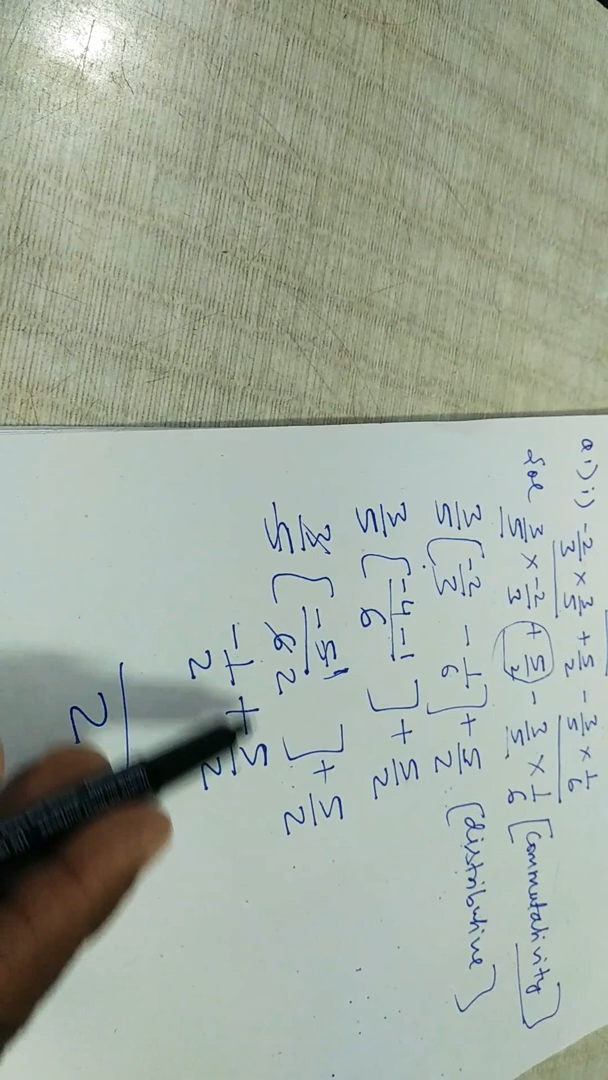 Q1) i) -2/3 × 3/5 + 5/2 - 3/5 × 1/6
Sol 3/5 × -2/3 + 5/2 - 3/5 × 1/6 [Commutativity]
3/5 [-2/3 - 1/6] + 5/2 [distributive]
3/5 [-4-1/6] + 5/2
3/5 [-5/6] + 5/2
-1/2 + 5/2
2